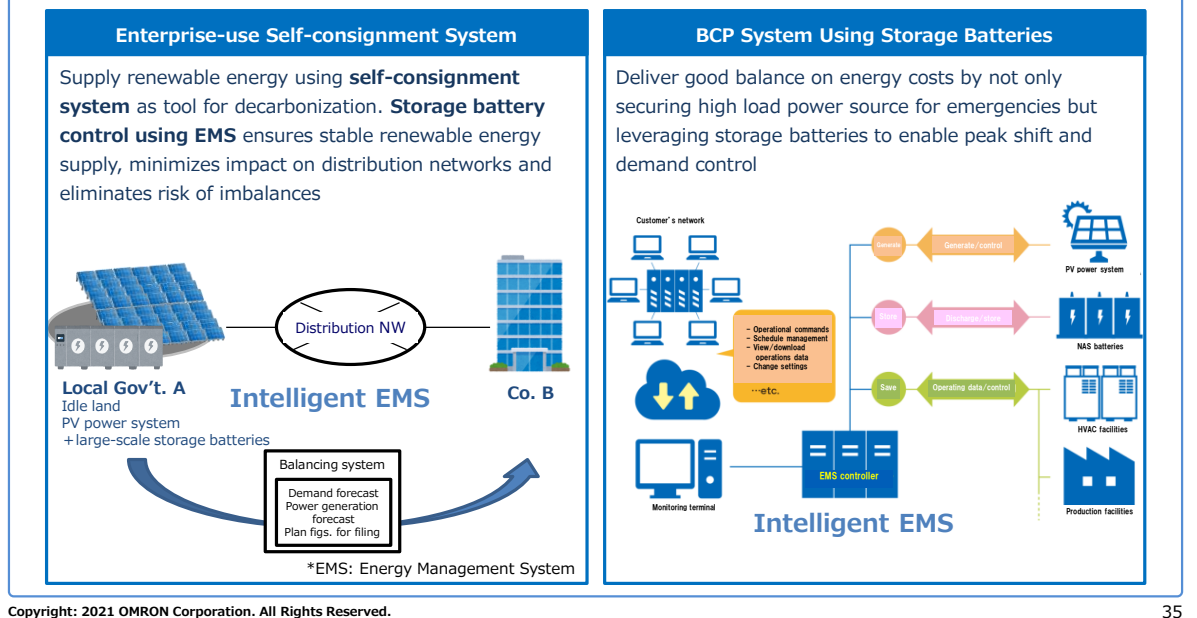 Enterprise-use Self-consignment System
Supply renewable energy using self-consignment
system as tool for decarbonization. Storage battery
control using EMS ensures stable renewable energy
supply, minimizes impact on distribution networks and
eliminates risk of imbalances
Distribution NW
Local Gov't. A
Idle land
PV power system
+large-scale storage batteries
Intelligent EMS
Co. B
Balancing system
Demand forecast
Power generation
forecast
Plan figs. for filing
*EMS: Energy Management System
BCP System Using Storage Batteries
Deliver good balance on energy costs by not only
securing high load power source for emergencies but
leveraging storage batteries to enable peak shift and
demand control
Customer's network
- Operational commands
- Schedule management
- View/download
operations data
- Change settings
…etc.
Monitoring terminal
EMS controller
Intelligent EMS
Generate
Generate/control
PV power system
Store
Discharge/store
NAS batteries
Save
Operating data/control
HVAC facilities
Production facilities
Copyright: 2021 OMRON Corporation. All Rights Reserved.
35